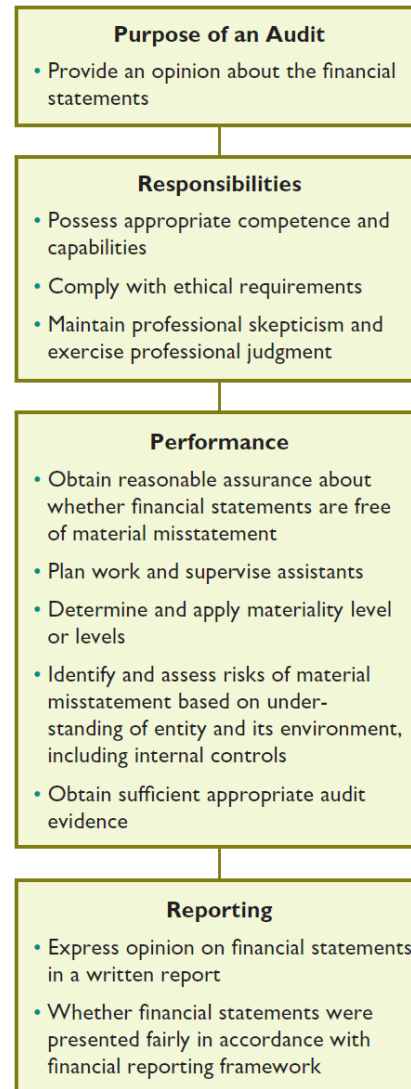 Purpose of an Audit
• Provide an opinion about the financial
statements
Responsibilities
• Possess appropriate competence and
capabilities
• Comply with ethical requirements
• Maintain professional skepticism and
exercise professional judgment
Performance
• Obtain reasonable assurance about
whether financial statements are free
of material misstatement
• Plan work and supervise assistants
• Determine and apply materiality level
or levels
• Identify and assess risks of material
misstatement based on under-
standing of entity and its environment,
including internal controls
• Obtain sufficient appropriate audit
evidence
Reporting
• Express opinion on financial statements
in a written report
• Whether financial statements were
presented fairly in accordance with
financial reporting framework